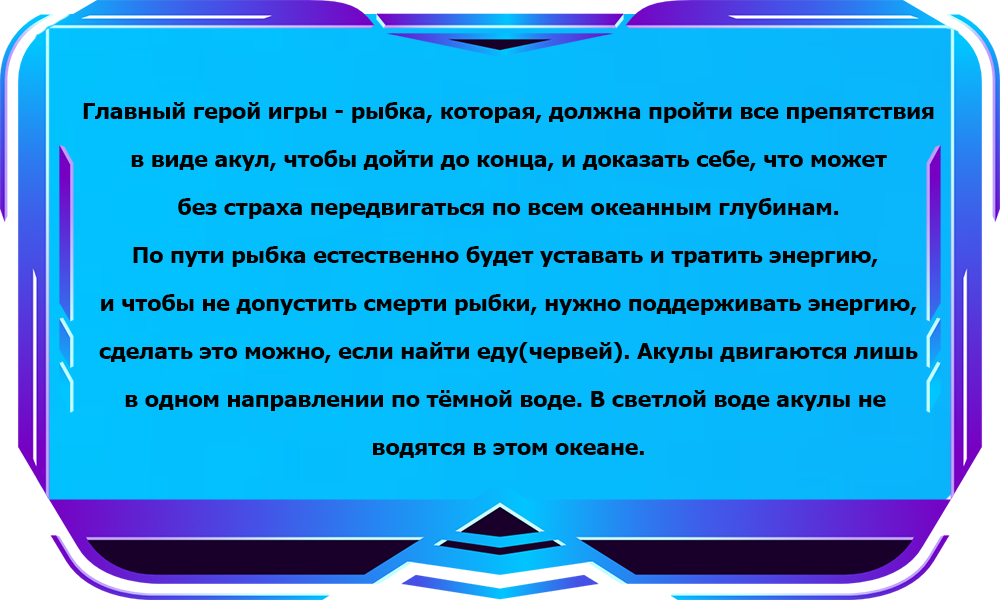 Главный герой игры - рыбка, которая, должна пройти все препятствия
в виде акул, чтобы дойти до конца, и доказать себе, что может
без страха передвигаться по всем океанным глубинам.
По пути рыбка естественно будет уставать и тратить энергию,
и чтобы не допустить смерти рыбки, нужно поддерживать энергию,
сделать это можно, если найти еду(червей). Акулы двигаются лишь
в одном направлении по тёмной воде. В светлой воде акулы не
водятся в этом океане.